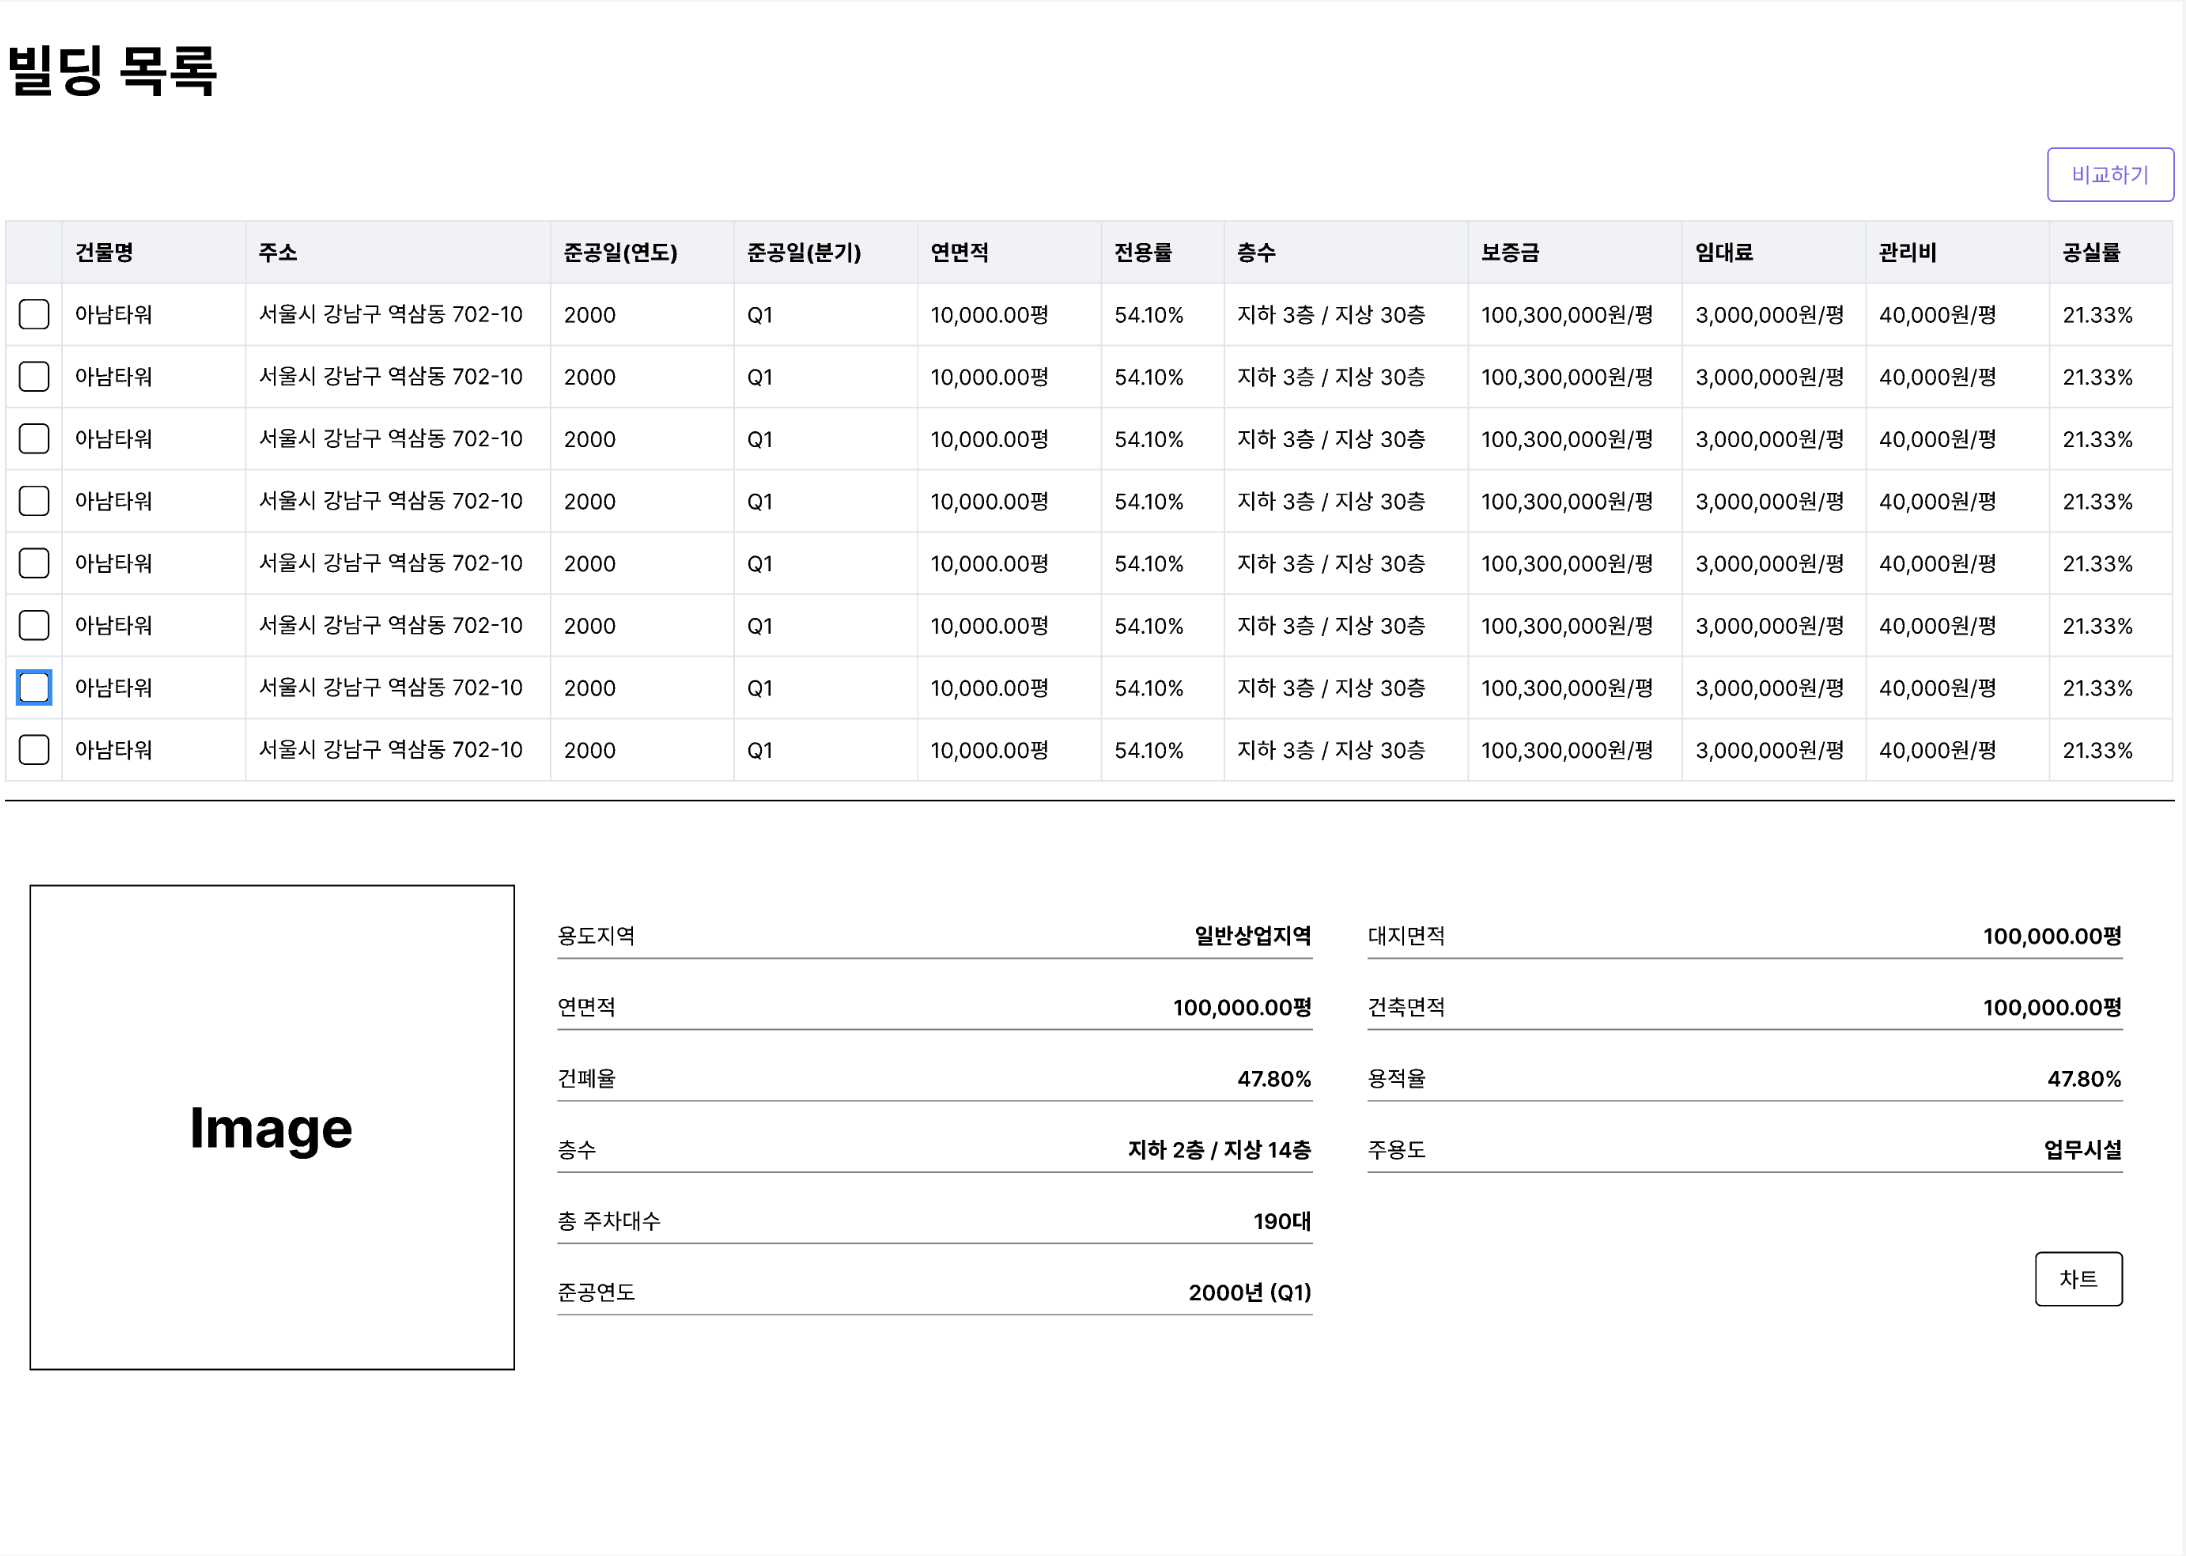 빌딩 목록
비교하기
건물명 주소 준공일(연도) 준공일(분기) 연면적 전용률 층수 보증금 임대료 관리비 공실률
아남타워 서울시 강남구 역삼동 702-10 2000 Q1 10,000.00평 54.10% 지하 3층 / 지상 30층 100,300,000원/평 3,000,000원/평 40,000원/평 21.33%
아남타워 서울시 강남구 역삼동 702-10 2000 Q1 10,000.00평 54.10% 지하 3층 / 지상 30층 100,300,000원/평 3,000,000원/평 40,000원/평 21.33%
아남타워 서울시 강남구 역삼동 702-10 2000 Q1 10,000.00평 54.10% 지하 3층 / 지상 30층 100,300,000원/평 3,000,000원/평 40,000원/평 21.33%
아남타워 서울시 강남구 역삼동 702-10 2000 Q1 10,000.00평 54.10% 지하 3층 / 지상 30층 100,300,000원/평 3,000,000원/평 40,000원/평 21.33%
아남타워 서울시 강남구 역삼동 702-10 2000 Q1 10,000.00평 54.10% 지하 3층 / 지상 30층 100,300,000원/평 3,000,000원/평 40,000원/평 21.33%
아남타워 서울시 강남구 역삼동 702-10 2000 Q1 10,000.00평 54.10% 지하 3층 / 지상 30층 100,300,000원/평 3,000,000원/평 40,000원/평 21.33%
아남타워 서울시 강남구 역삼동 702-10 2000 Q1 10,000.00평 54.10% 지하 3층 / 지상 30층 100,300,000원/평 3,000,000원/평 40,000원/평 21.33%
아남타워 서울시 강남구 역삼동 702-10 2000 Q1 10,000.00평 54.10% 지하 3층 / 지상 30층 100,300,000원/평 3,000,000원/평 40,000원/평 21.33%
Image
용도지역 일반상업지역 대지면적 100,000.00평
연면적 100,000.00평 건축면적 100,000.00평
건폐율 47.80% 용적율 47.80%
층수 지하 2층 / 지상 14층 주용도 업무시설
총 주차대수 190대
준공연도 2000년 (Q1)
차트